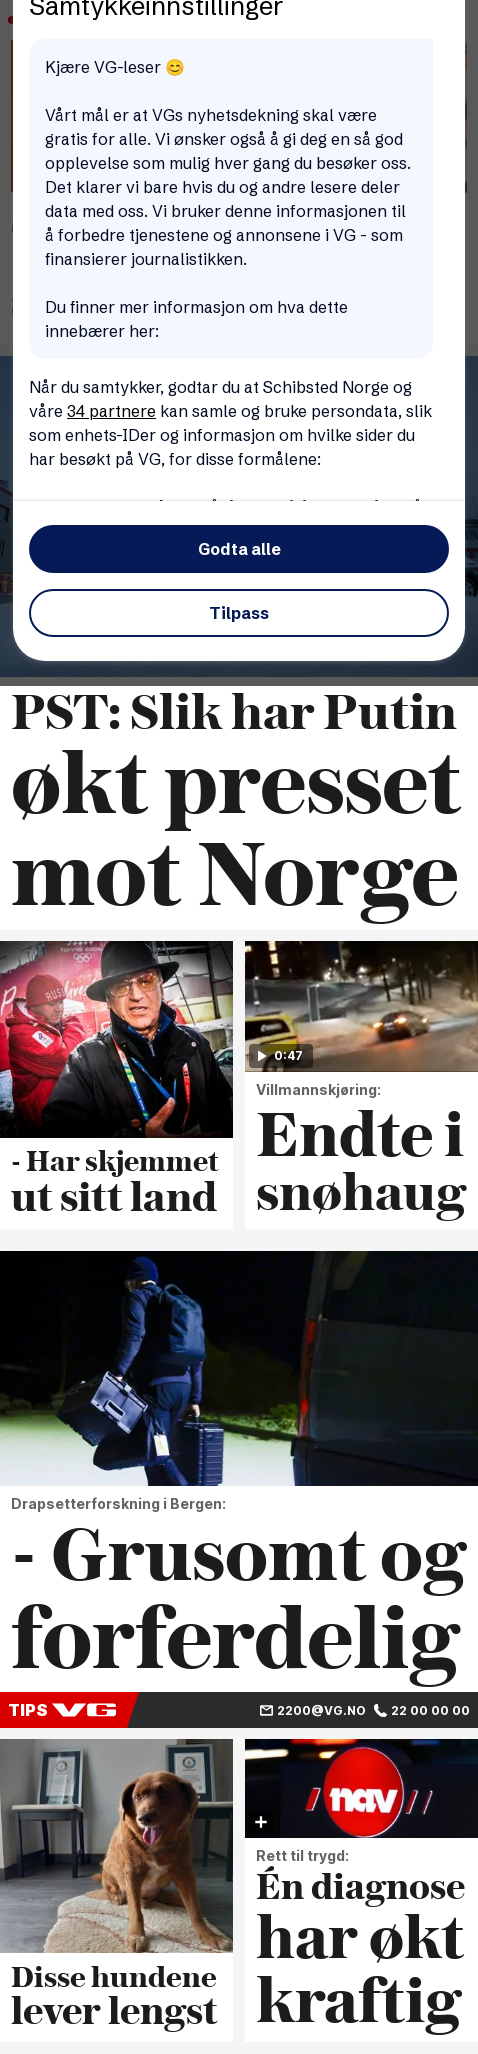 Samtykkeinnstillinger
Kjære VG-leser 😊
Vårt mål er at VGs nyhetsdekning skal være
gratis for alle. Vi ønsker også å gi deg en så god
opplevelse som mulig hver gang du besøker oss.
Det klarer vi bare hvis du og andre lesere deler
data med oss. Vi bruker denne informasjonen til
å forbedre tjenestene og annonsene i VG - som
finansierer journalistikken.
Du finner mer informasjon om hva dette
innebærer her:
Når du samtykker, godtar du at Schibsted Norge og
våre 34 partnere kan samle og bruke persondata, slik
som enhets-IDer og informasjon om hvilke sider du
har besøkt på VG, for disse formålene:
Godta alle
Tilpass
PST: Slik har Putin
økt presset
mot Norge
RUSS
0:47
Villmannskjøring:
- Har skjemmet
ut sitt land
Endte i
snøhaug
Drapsetterforskning i Bergen:
- Grusomt og
forferdelig
TIPS VG 2200@VG.NO 22 00 00 00
nav
Rett til trygd:
Disse hundene
lever lengst
Én diagnose
har økt
kraftig